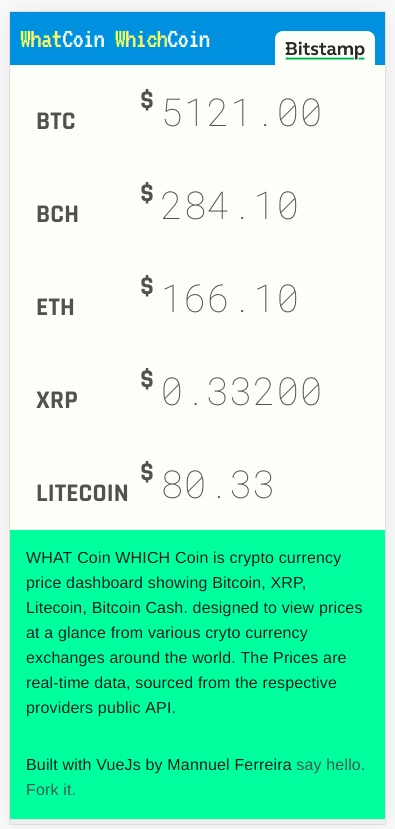 WhatCoin WhichCoin
Bitstamp
BTC $ 5121.00
BCH $ 284.10
ETH $ 166.10
XRP $ 0.33200
LITECOIN $ 80.33
WHAT Coin WHICH Coin is crypto currency
price dashboard showing Bitcoin, XRP,
Litecoin, Bitcoin Cash. designed to view prices
at a glance from various cryto currency
exchanges around the world. The Prices are
real-time data, sourced from the respective
providers public API.
Built with VueJs by Mannuel Ferreira say hello.
Fork it.